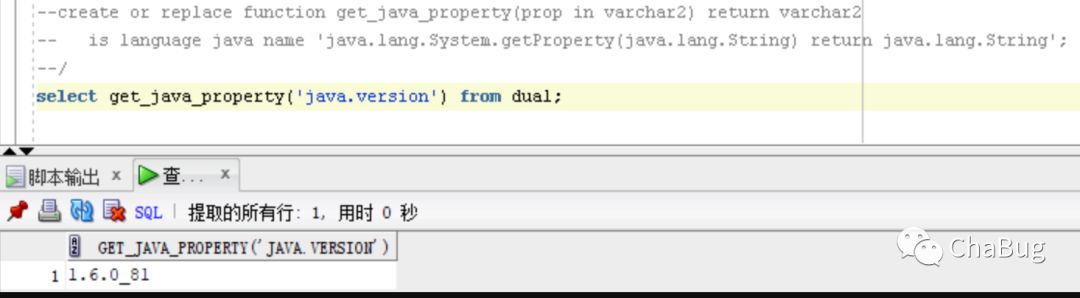 --create or replace function get_java_property(prop in varchar2) return varchar2
--   is language java name 'java.lang.System.getProperty(java.lang.String) return java.lang.String';
--/
select get_java_property('java.version') from dual;
脚本输出 × 查... ×
SQL | 提取的所有行: 1, 用时 0 秒
GET_JAVA_PROPERTY('JAVA.VERSION')
1 1.6.0_81
ChaBug